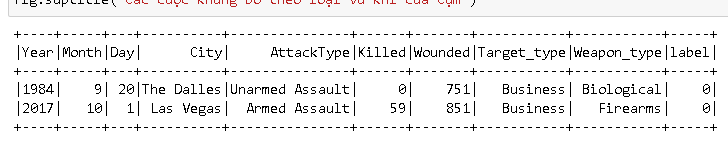 fig.suptitle('Các cuộc khủng bố theo loại vũ khí của cụm')
+----+-----+---+----------+---------------+------+-------+-----------+-----------+-----+
|Year|Month|Day|      City|     AttackType|Killed|Wounded|Target_type|Weapon_type|label|
+----+-----+---+----------+---------------+------+-------+-----------+-----------+-----+
|1984|    9| 20|The Dalles|Unarmed Assault|     0|    751|   Business| Biological|    0|
|2017|   10|  1| Las Vegas|  Armed Assault|    59|    851|   Business|   Firearms|    0|
+----+-----+---+----------+---------------+------+-------+-----------+-----------+-----+